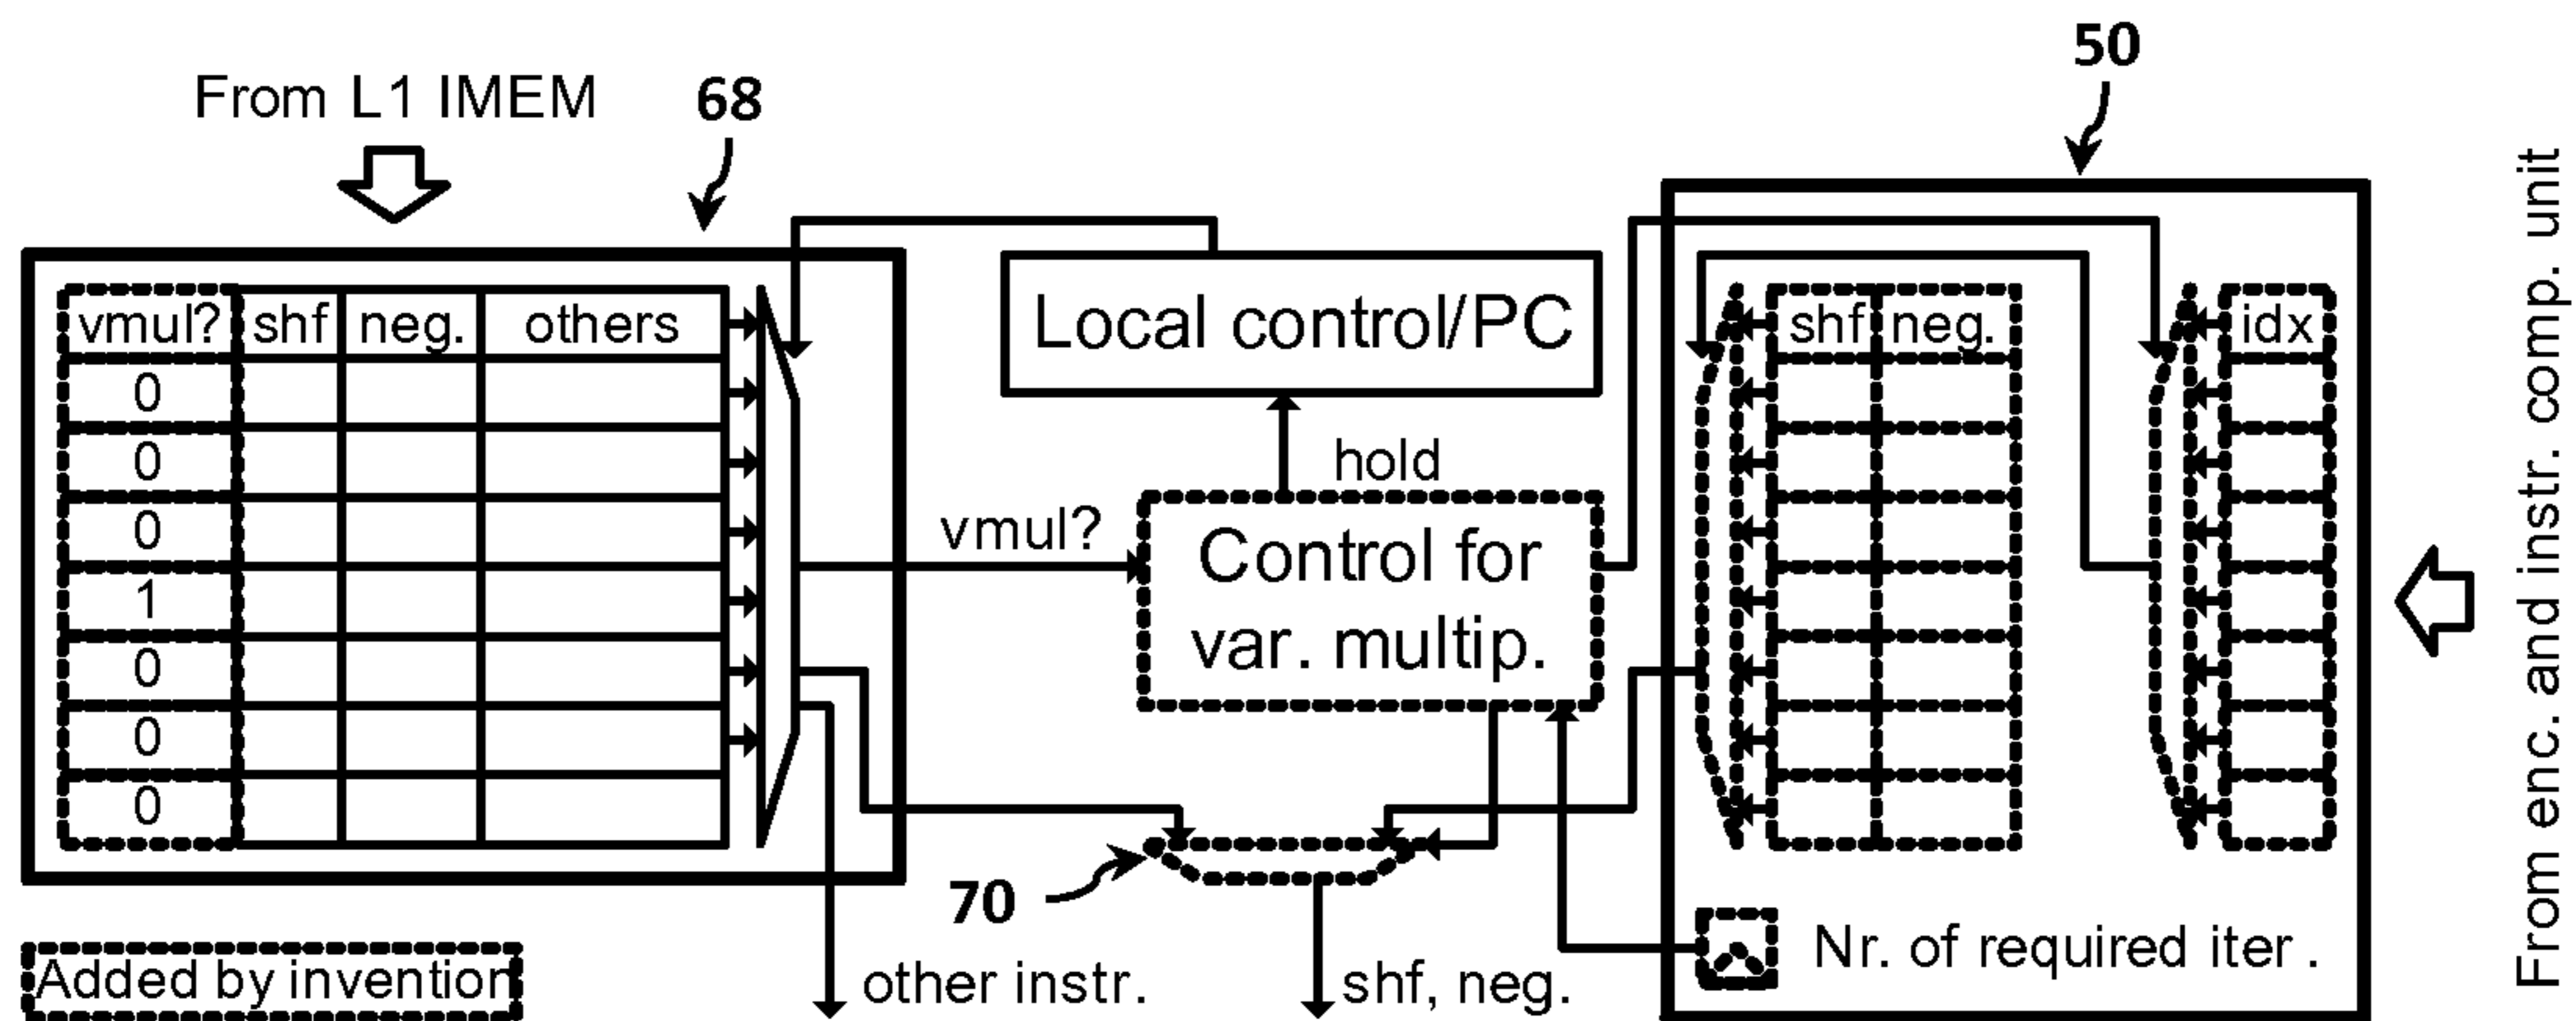 50
From L1 IMEM
68
vmul? shf neg. others
0
0
0
1
0
0
0
Local control/PC
hold
vmul?
Control for
var. multip.
shf neg.
idx
From enc. and instr. comp. unit
70
Nr. of required iter .
Added by invention
other instr.
shf, neg.